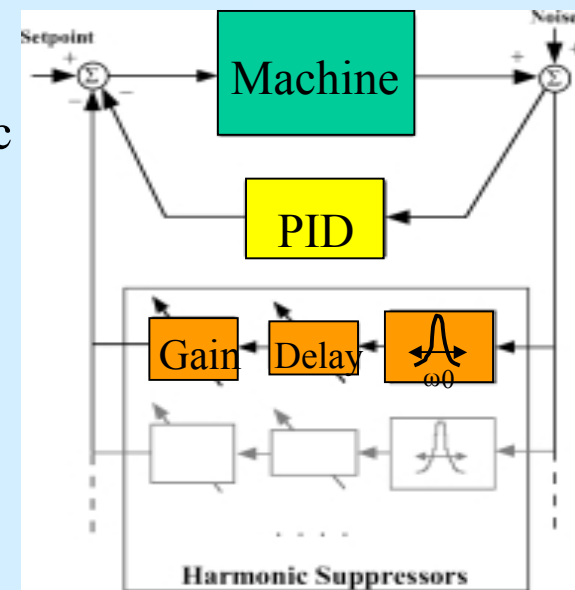 Noise
Setpoint
+
+
+
Σ
Σ
Machine
−
−
c
PID
Gain
Delay
ω0
. . . .
Harmonic Suppressors